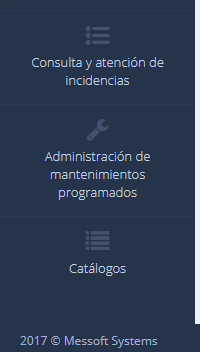 Consulta y atención de
incidencias
Administración de
mantenimientos
programados
Catálogos
2017 © Messoft Systems